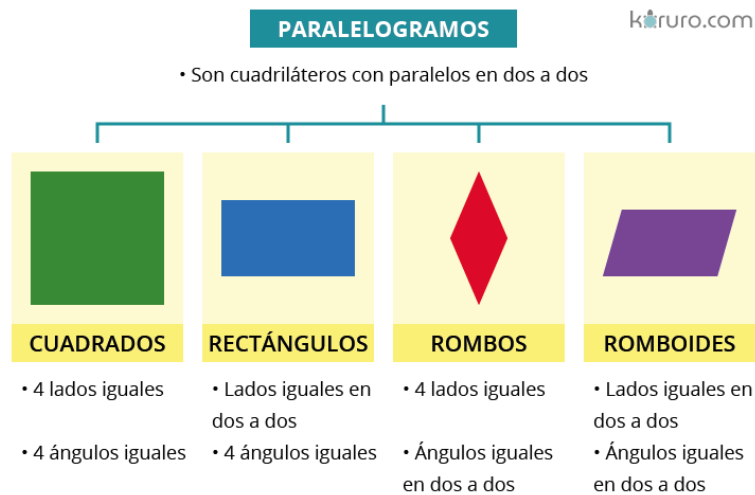 PARALELOGRAMOS
kiruro.com
• Son cuadriláteros con paralelos en dos a dos
CUADRADOS
RECTÁNGULOS
ROMBOS
ROMBOIDES
• 4 lados iguales
• 4 ángulos iguales
• Lados iguales en
dos a dos
• 4 ángulos iguales
• 4 lados iguales
• Ángulos iguales
en dos a dos
• Lados iguales en
dos a dos
• Ángulos iguales
en dos a dos